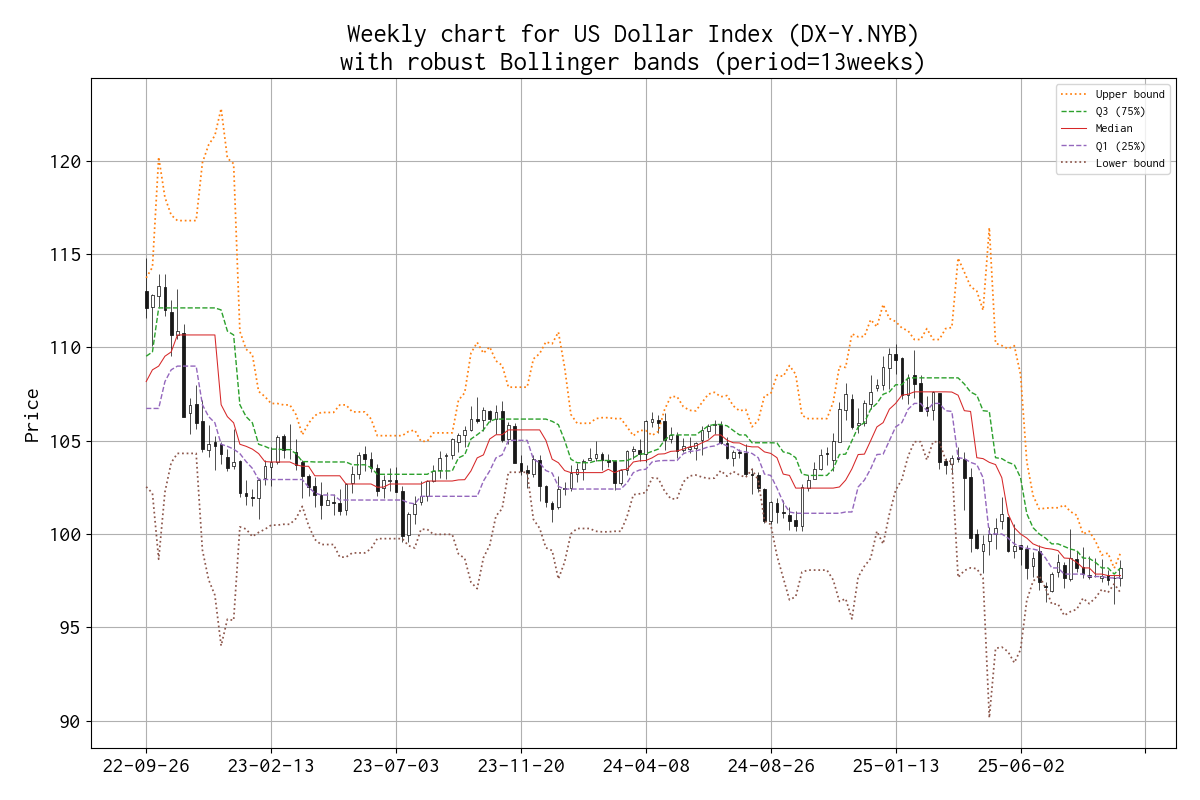 Weekly chart for US Dollar Index (DX-Y.NYB)
with robust Bollinger bands (period=13weeks)
Upper bound
Q3 (75%)
Median
Q1 (25%)
Lower bound
120
115
110
105
100
95
90
Price
22-09-26
23-02-13
23-07-03
23-11-20
24-04-08
24-08-26
25-01-13
25-06-02